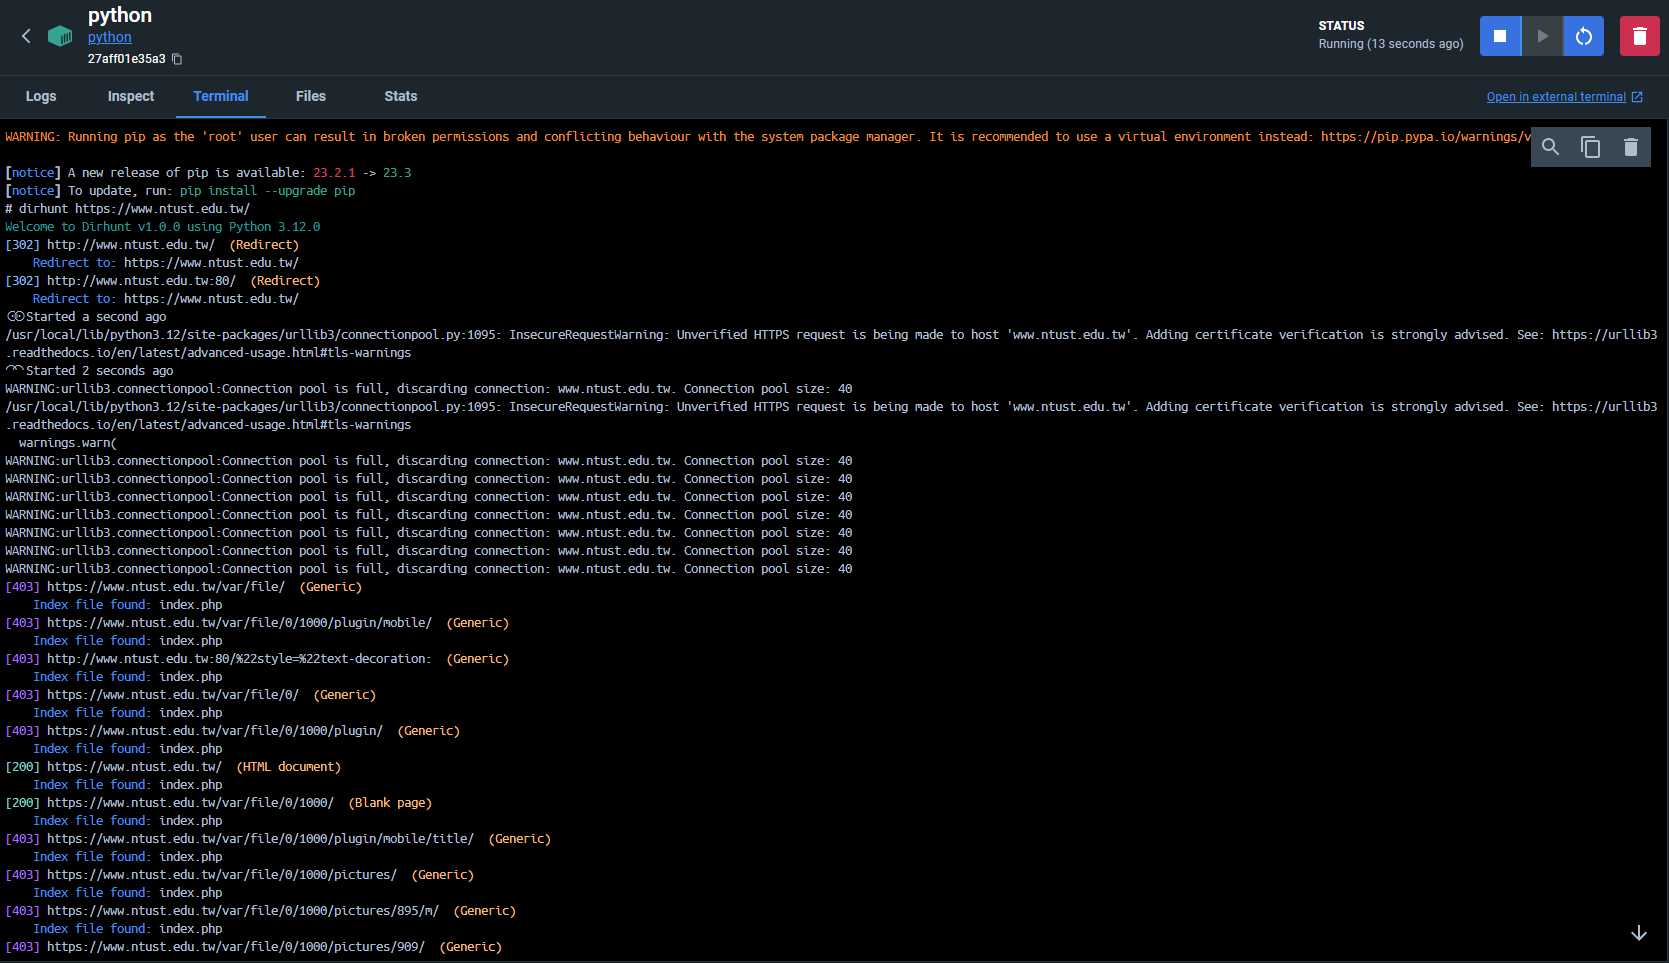 python
python
27aff01e35a3
STATUS
Running (13 seconds ago)
Logs Inspect Terminal Files Stats
Open in external terminal
WARNING: Running pip as the 'root' user can result in broken permissions and conflicting behaviour with the system package manager. It is recommended to use a virtual environment instead: https://pip.pypa.io/warnings/v
[notice] A new release of pip is available: 23.2.1 -> 23.3
[notice] To update, run: pip install --upgrade pip
# dirhunt https://www.ntust.edu.tw/
Welcome to Dirhunt v1.0.0 using Python 3.12.0
[302] http://www.ntust.edu.tw/  (Redirect)
Redirect to: https://www.ntust.edu.tw/
[302] http://www.ntust.edu.tw:80/  (Redirect)
Redirect to: https://www.ntust.edu.tw/
Started a second ago
/usr/local/lib/python3.12/site-packages/urllib3/connectionpool.py:1095: InsecureRequestWarning: Unverified HTTPS request is being made to host 'www.ntust.edu.tw'. Adding certificate verification is strongly advised. See: https://urllib3
.readthedocs.io/en/latest/advanced-usage.html#tls-warnings
Started 2 seconds ago
WARNING:urllib3.connectionpool:Connection pool is full, discarding connection: www.ntust.edu.tw. Connection pool size: 40
/usr/local/lib/python3.12/site-packages/urllib3/connectionpool.py:1095: InsecureRequestWarning: Unverified HTTPS request is being made to host 'www.ntust.edu.tw'. Adding certificate verification is strongly advised. See: https://urllib3
.readthedocs.io/en/latest/advanced-usage.html#tls-warnings
warnings.warn(
WARNING:urllib3.connectionpool:Connection pool is full, discarding connection: www.ntust.edu.tw. Connection pool size: 40
WARNING:urllib3.connectionpool:Connection pool is full, discarding connection: www.ntust.edu.tw. Connection pool size: 40
WARNING:urllib3.connectionpool:Connection pool is full, discarding connection: www.ntust.edu.tw. Connection pool size: 40
WARNING:urllib3.connectionpool:Connection pool is full, discarding connection: www.ntust.edu.tw. Connection pool size: 40
WARNING:urllib3.connectionpool:Connection pool is full, discarding connection: www.ntust.edu.tw. Connection pool size: 40
WARNING:urllib3.connectionpool:Connection pool is full, discarding connection: www.ntust.edu.tw. Connection pool size: 40
WARNING:urllib3.connectionpool:Connection pool is full, discarding connection: www.ntust.edu.tw. Connection pool size: 40
[403] https://www.ntust.edu.tw/var/file/  (Generic)
Index file found: index.php
[403] https://www.ntust.edu.tw/var/file/0/1000/plugin/mobile/  (Generic)
Index file found: index.php
[403] http://www.ntust.edu.tw:80/%22style=%22text-decoration:  (Generic)
Index file found: index.php
[403] https://www.ntust.edu.tw/var/file/0/  (Generic)
Index file found: index.php
[403] https://www.ntust.edu.tw/var/file/0/1000/plugin/  (Generic)
Index file found: index.php
[200] https://www.ntust.edu.tw/  (HTML document)
Index file found: index.php
[200] https://www.ntust.edu.tw/var/file/0/1000/  (Blank page)
Index file found: index.php
[403] https://www.ntust.edu.tw/var/file/0/1000/plugin/mobile/title/  (Generic)
Index file found: index.php
[403] https://www.ntust.edu.tw/var/file/0/1000/pictures/  (Generic)
Index file found: index.php
[403] https://www.ntust.edu.tw/var/file/0/1000/pictures/895/m/  (Generic)
Index file found: index.php
[403] https://www.ntust.edu.tw/var/file/0/1000/pictures/909/  (Generic)